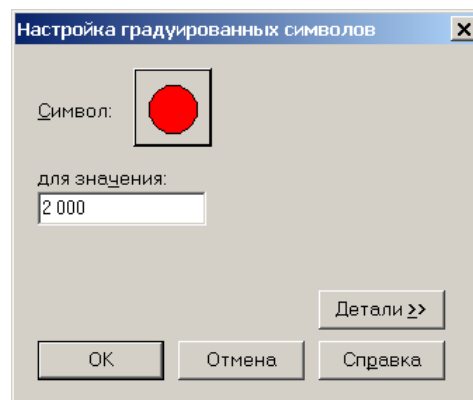 Настройка градуированных символов
Символ:
для значения:
2 000
Детали >>
OK
Отмена
Справка